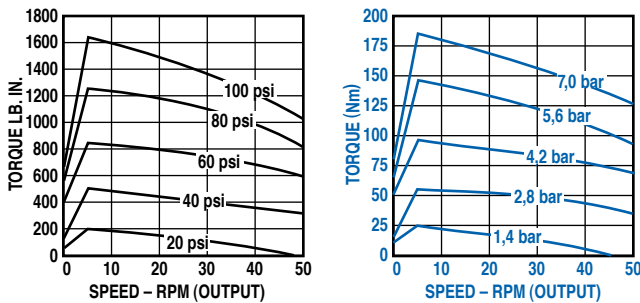 TORQUE LB. IN.
1800
1600
1400
1200
1000
800
600
400
200
0
100 psi
80 psi
60 psi
40 psi
20 psi
0 10 20 30 40 50
SPEED – RPM (OUTPUT)
TORQUE (Nm)
200
175
150
125
100
75
50
25
0
7,0 bar
5,6 bar
4,2 bar
2,8 bar
1,4 bar
0 10 20 30 40 50
SPEED – RPM (OUTPUT)